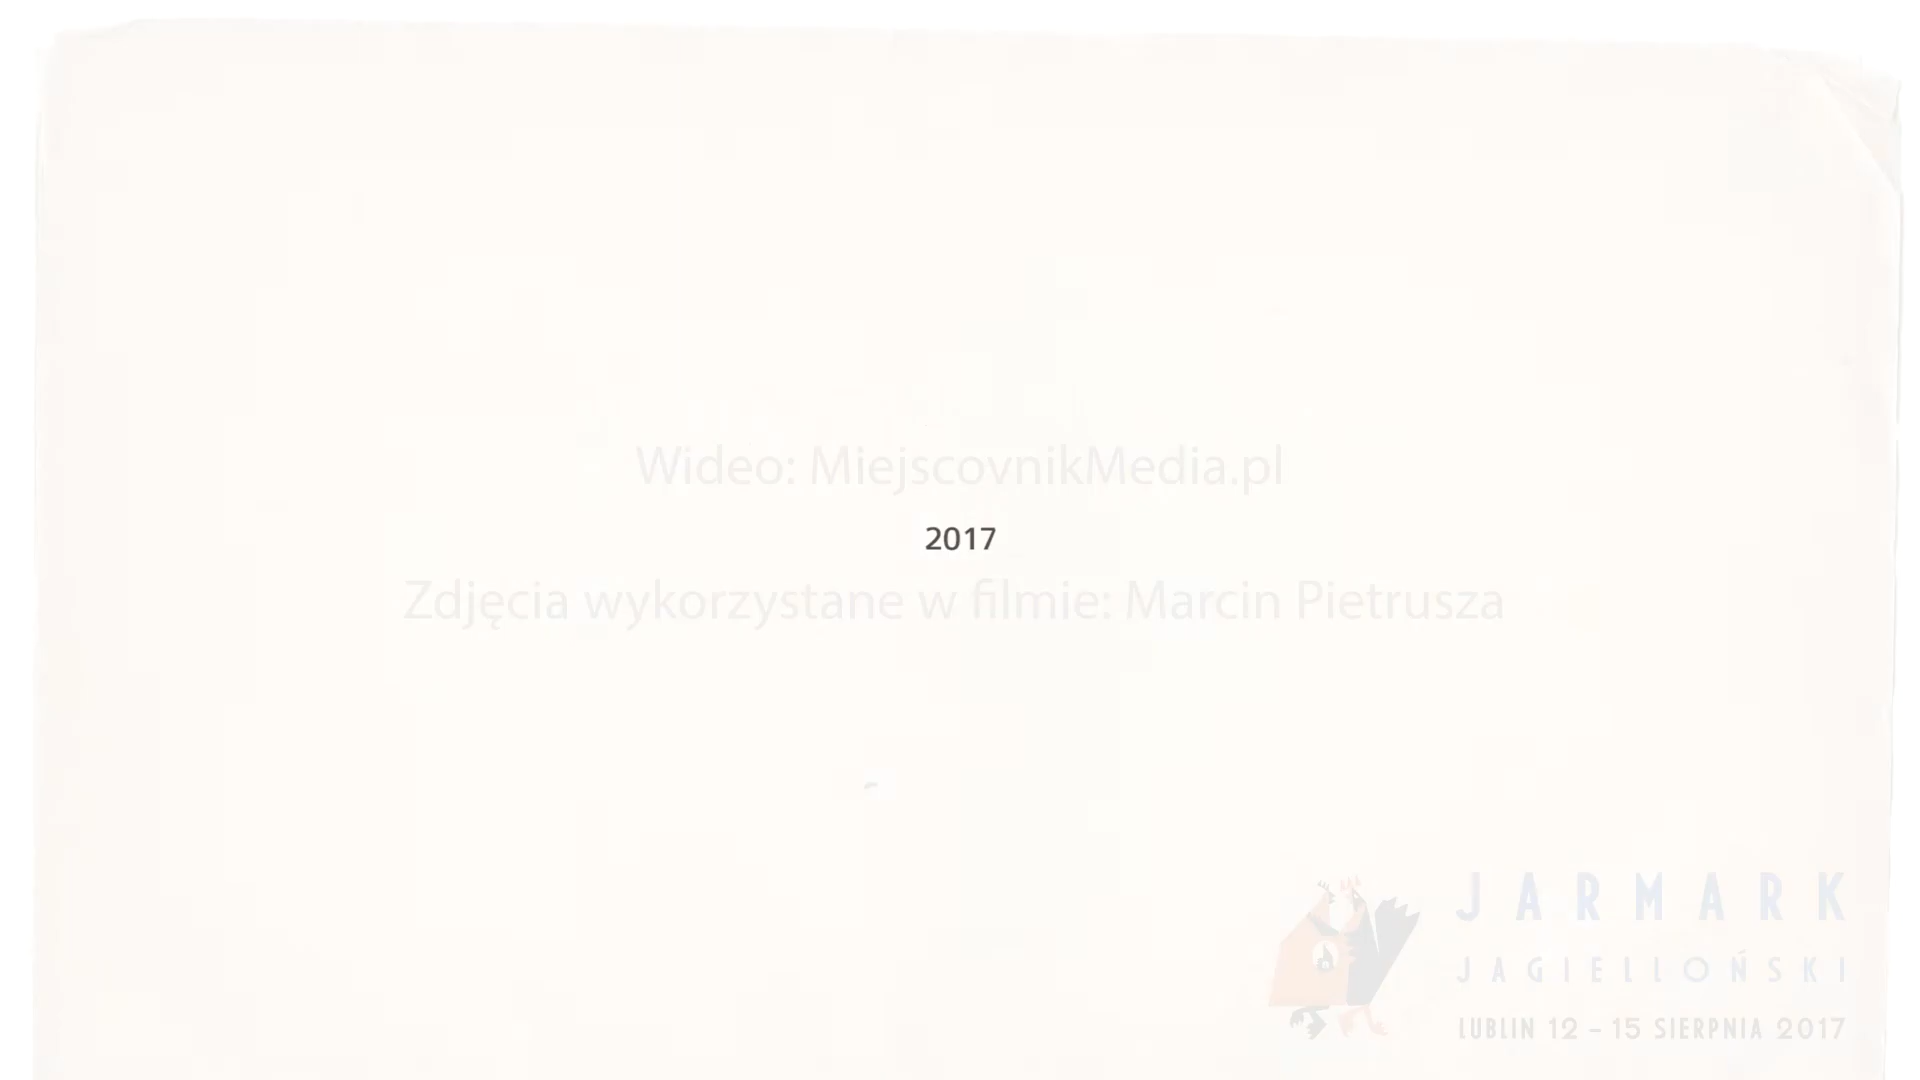 Wideo: MiejscovnikMedia.pl
2017
Zdjęcia wykorzystane w filmie: Marcin Pietrusza
JARMARK
JAGIELLOŃSKI
LUBLIN 12 – 15 SIERPNIA 2017